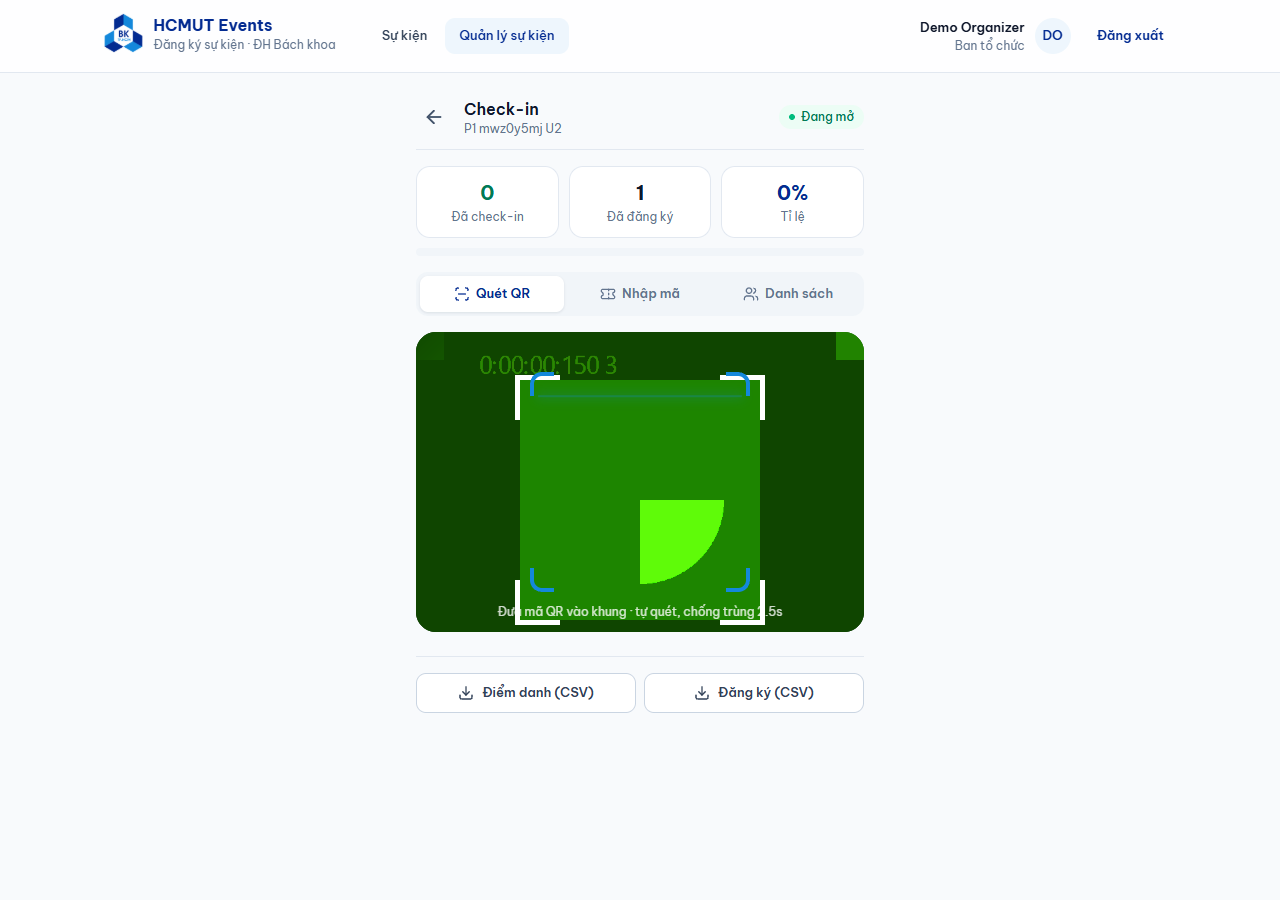 BK
HCMUT Events
Đăng ký sự kiện · ĐH Bách khoa
Sự kiện
Quản lý sự kiện
Demo Organizer
Ban tổ chức
DO
Đăng xuất
Check-in
P1 mwz0y5mj U2
Đang mở
0
Đã check-in
1
Đã đăng ký
0%
Tỉ lệ
Quét QR
Nhập mã
Danh sách
0:00:00:150 3
Đưa mã QR vào khung · tự quét, chống trùng 2.5s
Điểm danh (CSV)
Đăng ký (CSV)